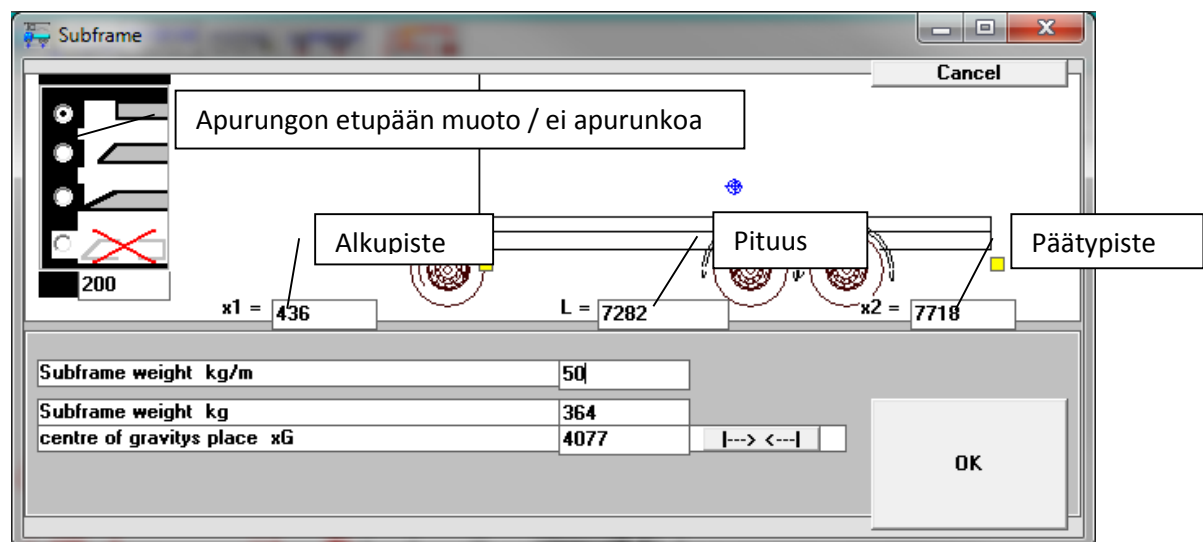 Subframe
Cancel
Apurungon etupään muoto / ei apurunkoa
Alkupiste
Pituus
Päätypiste
200
x1 = 436
L = 7282
x2 = 7718
Subframe weight kg/m 50
Subframe weight kg 364
centre of gravitys place xG 4077 |---> <---|
OK